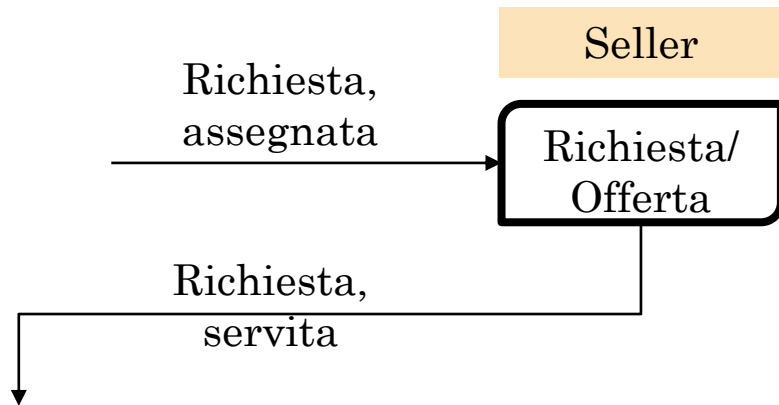 Seller
Richiesta,
assegnata
Richiesta/
Offerta
Richiesta,
servita